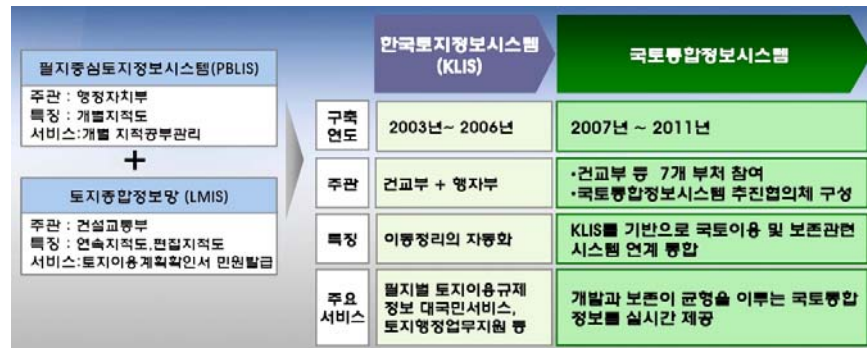 필지중심토지정보시스템(PBLIS)
주관 : 행정자치부
특징 : 개별지적도
서비스:개별 지적공부관리
+
토지종합정보망 (LMIS)
주관 : 건설교통부
특징 : 연속지적도,편집지적도
서비스:토지이용계획확인서 민원발급
한국토지정보시스템
(KLIS)
국토통합정보시스템
구축
연도
2003년~ 2006년
2007년 ~ 2011년
주관
건교부 + 행자부
•건교부 등 7개 부처 참여
•국토통합정보시스템 추진협의체 구성
특징
이동정리의 자동화
KLIS를 기반으로 국토이용 및 보존관련
시스템 연계 통합
주요
서비스
필지별 토지이용규제
정보 대국민서비스,
토지행정업무지원 등
개발과 보존이 균형을 이루는 국토통합
정보를 실시간 제공